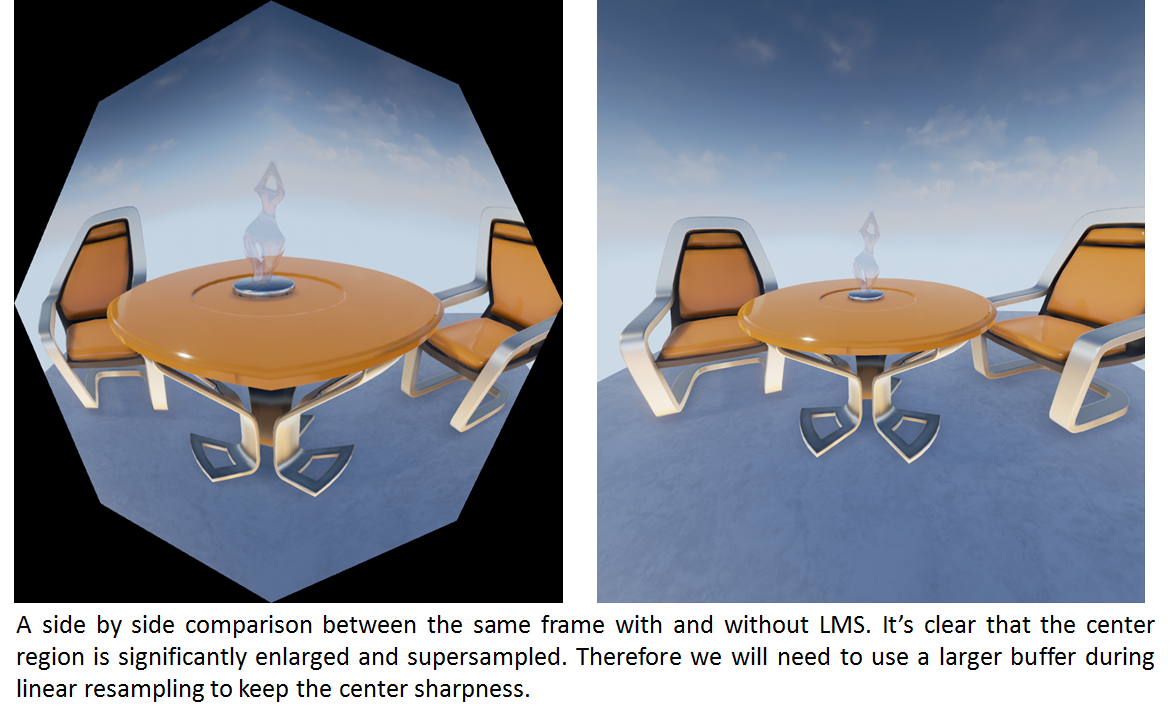 A side by side comparison between the same frame with and without LMS. It’s clear that the center
region is significantly enlarged and supersampled. Therefore we will need to use a larger buffer during
linear resampling to keep the center sharpness.